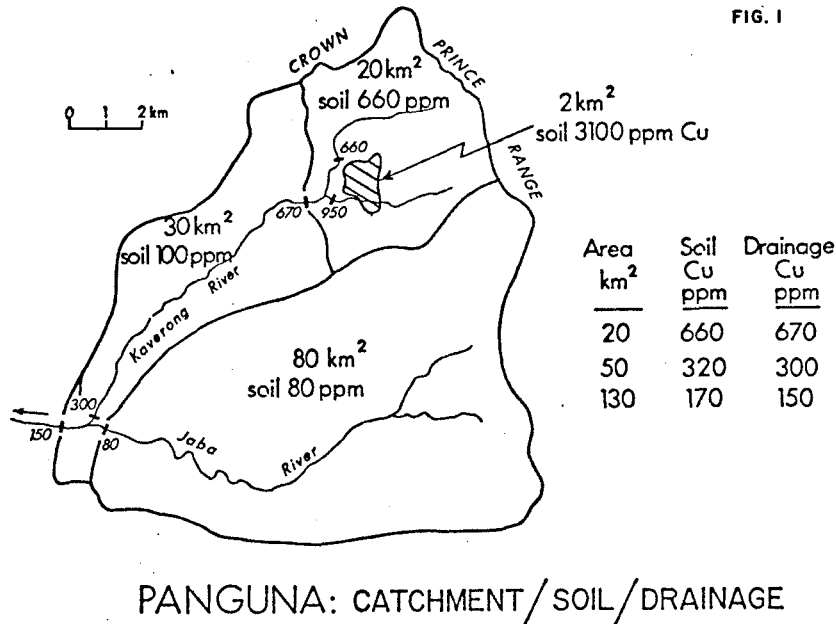 FIG. 1
CROWN
PRINCE
RANGE
20 km²
soil 660 ppm
2 km²
soil 3100 ppm Cu
0 1 2 km
660
670
950
30 km²
soil 100 ppm
Kaverong River
80 km²
soil 80 ppm
300
150
80
Jaba River
Area km² Soil Cu ppm Drainage Cu ppm
20 660 670
50 320 300
130 170 150
PANGUNA: CATCHMENT/SOIL/DRAINAGE